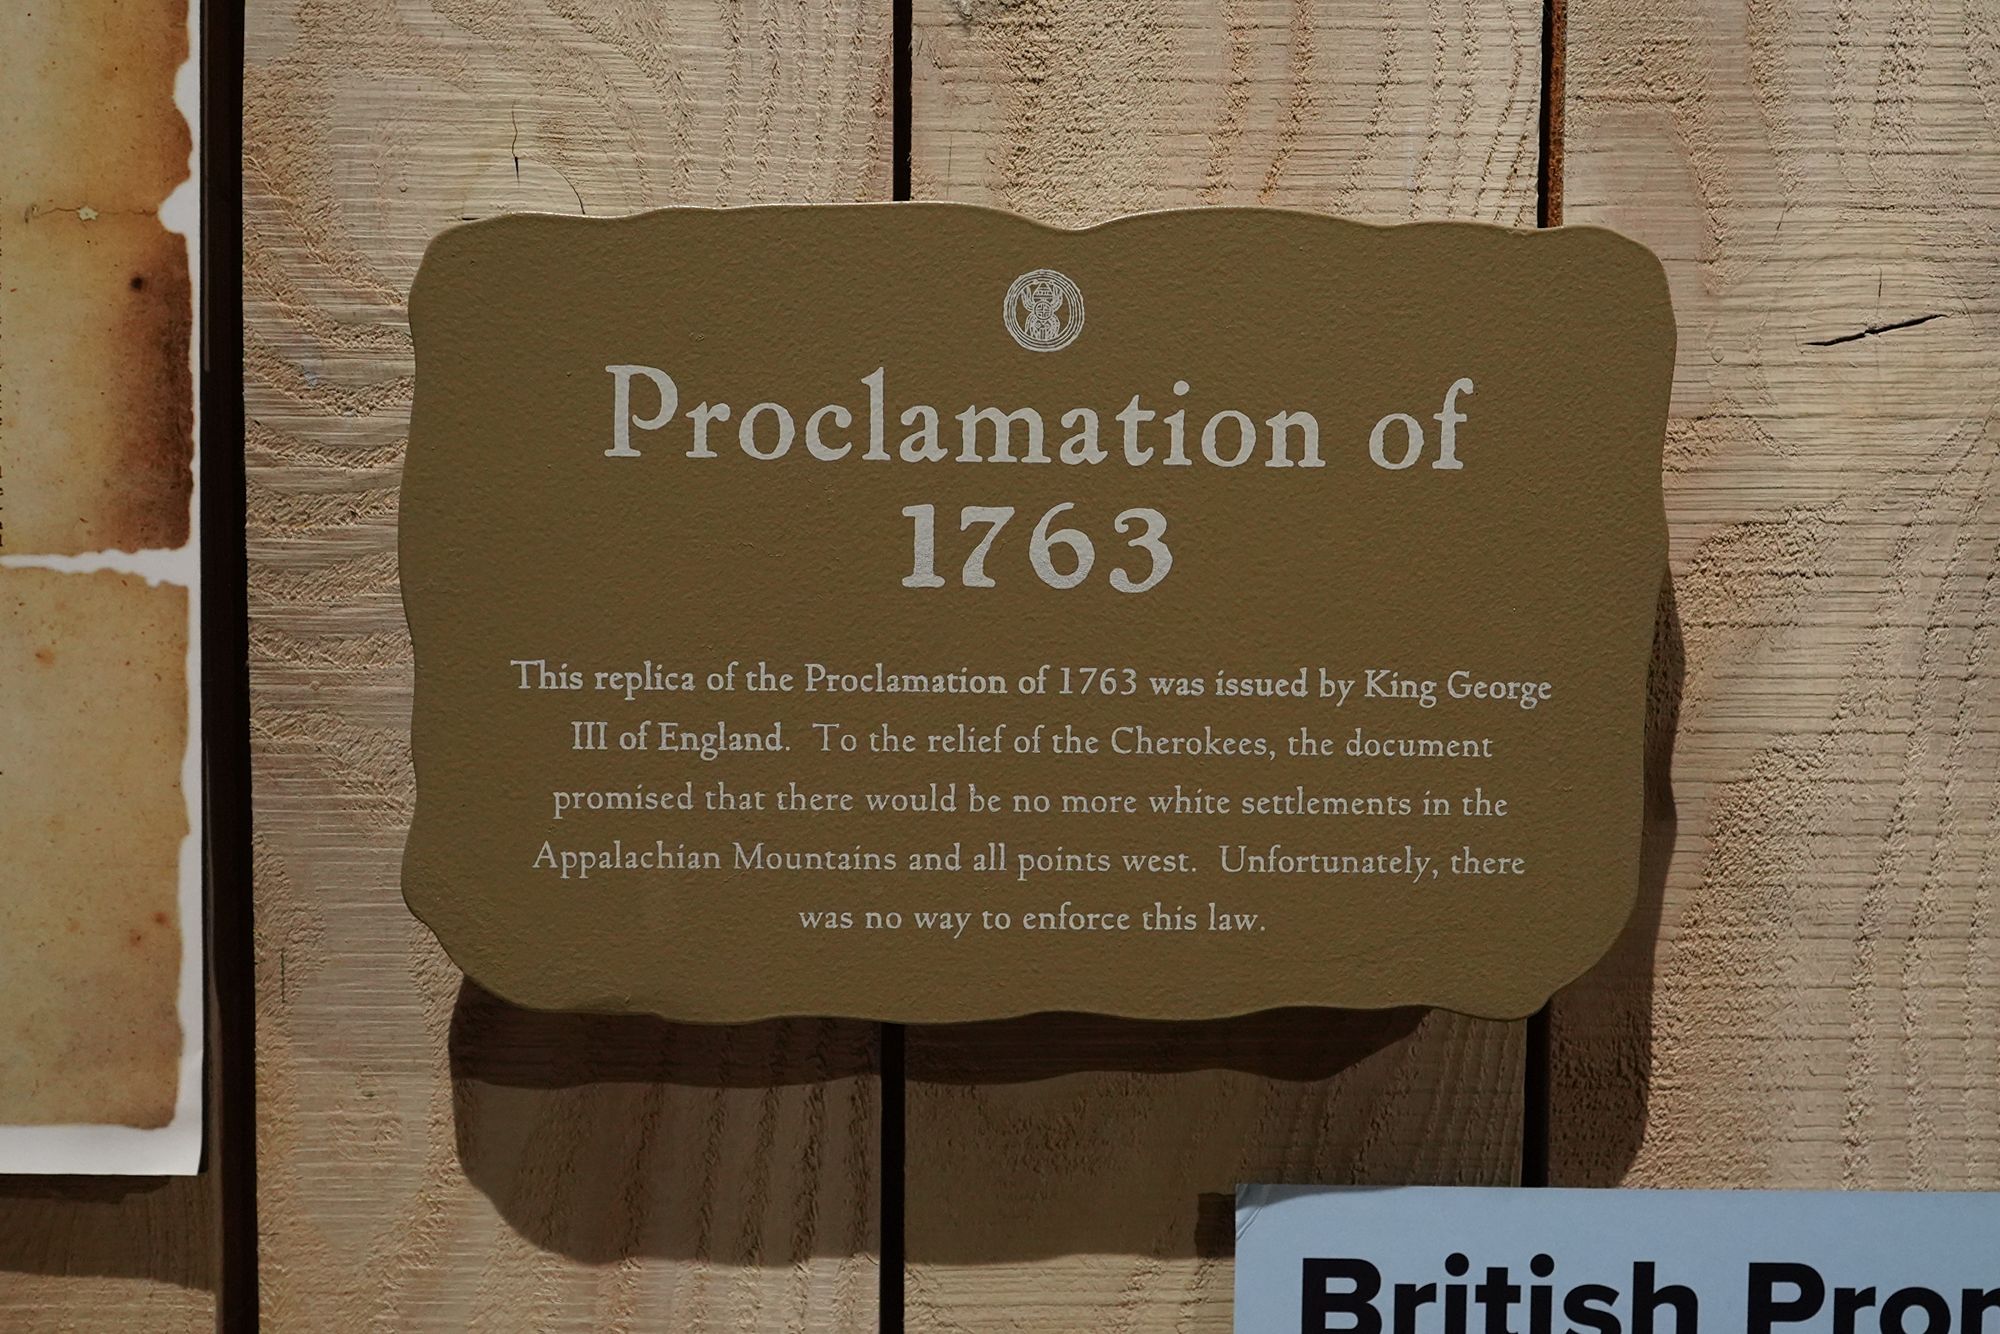 Proclamation of
1763
This replica of the Proclamation of 1763 was issued by King George
III of England. To the relief of the Cherokees, the document
promised that there would be no more white settlements in the
Appalachian Mountains and all points west. Unfortunately, there
was no way to enforce this law.
British